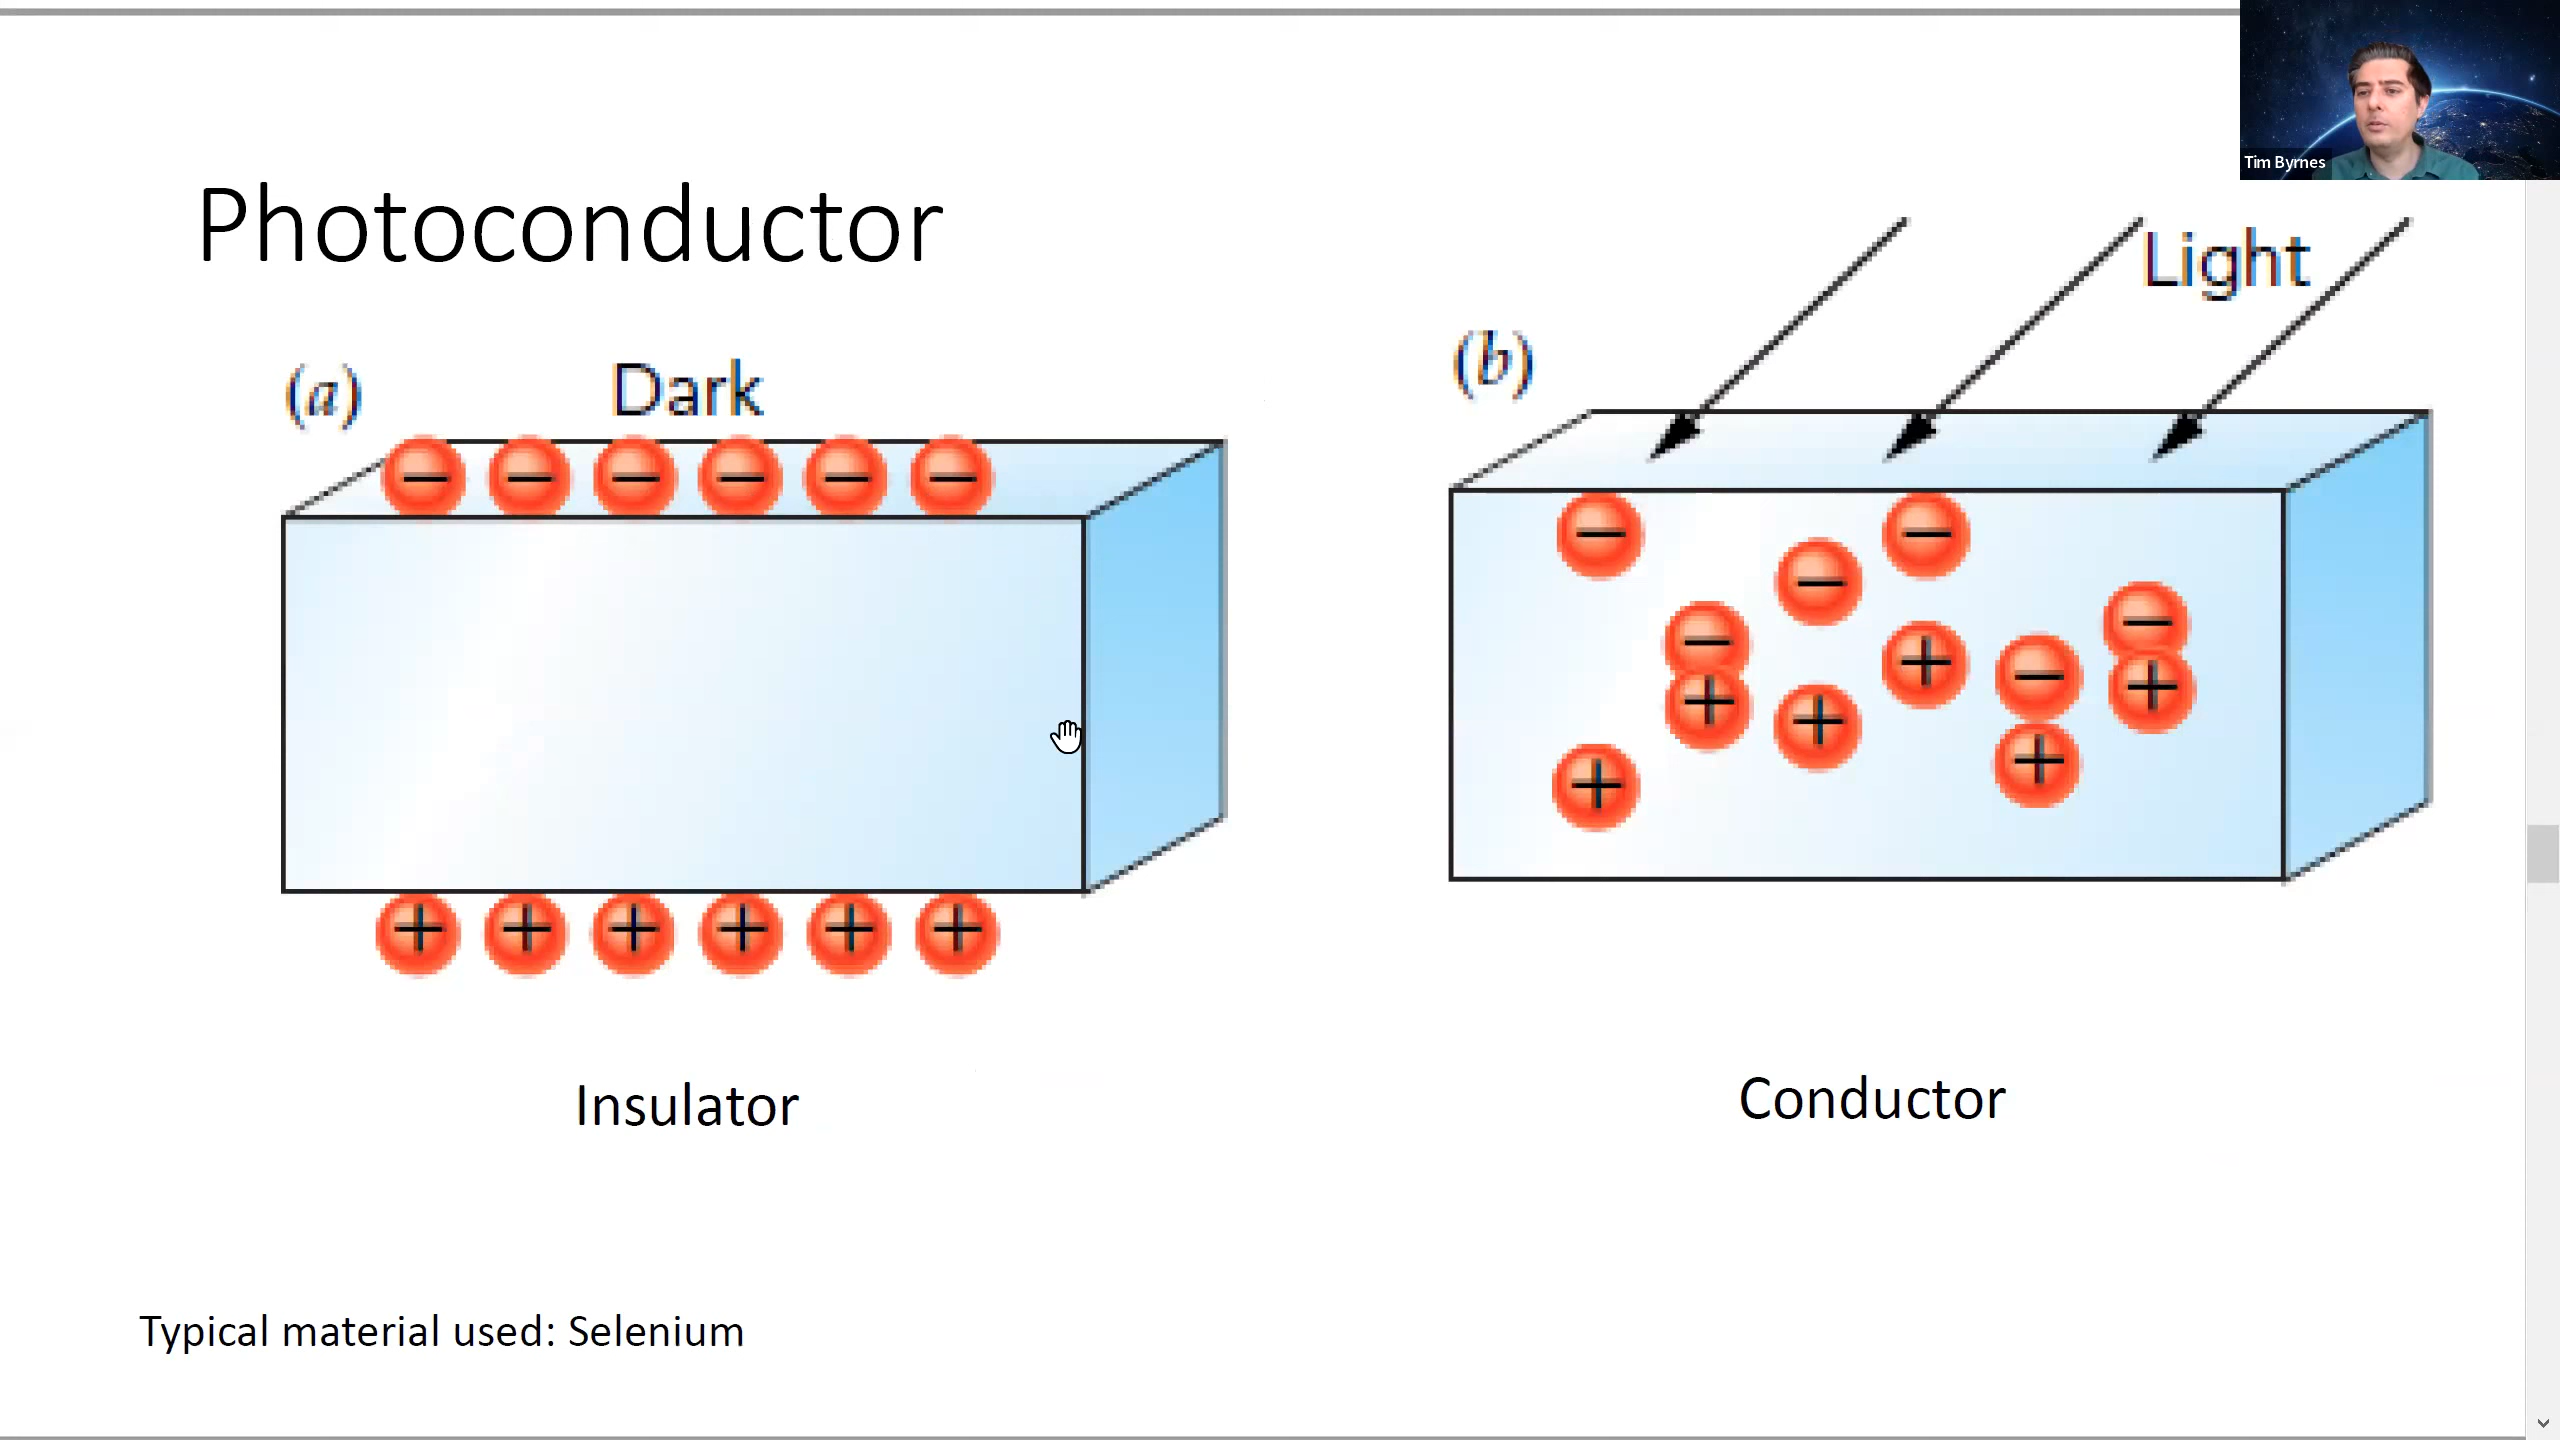 Tim Byrnes
Photoconductor
Light
(a)
Dark
(b)
Insulator
Conductor
Typical material used: Selenium